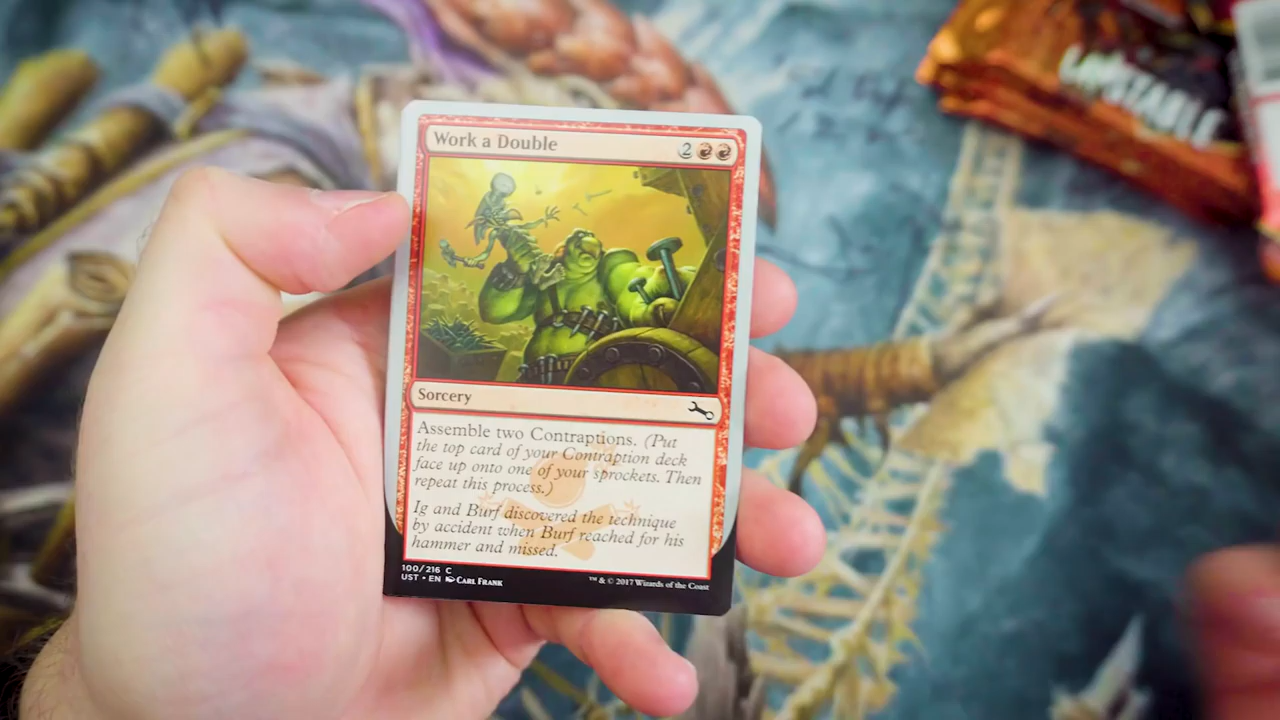 UNSTABLE
Work a Double 2
Sorcery
Assemble two Contraptions. (Put
the top card of your Contraption deck
face up onto one of your sprockets. Then
repeat this process.)
Ig and Burf discovered the technique
by accident when Burf reached for his
hammer and missed.
100/216 C
UST • EN Carl Frank
™ & © 2017 Wizards of the Coast